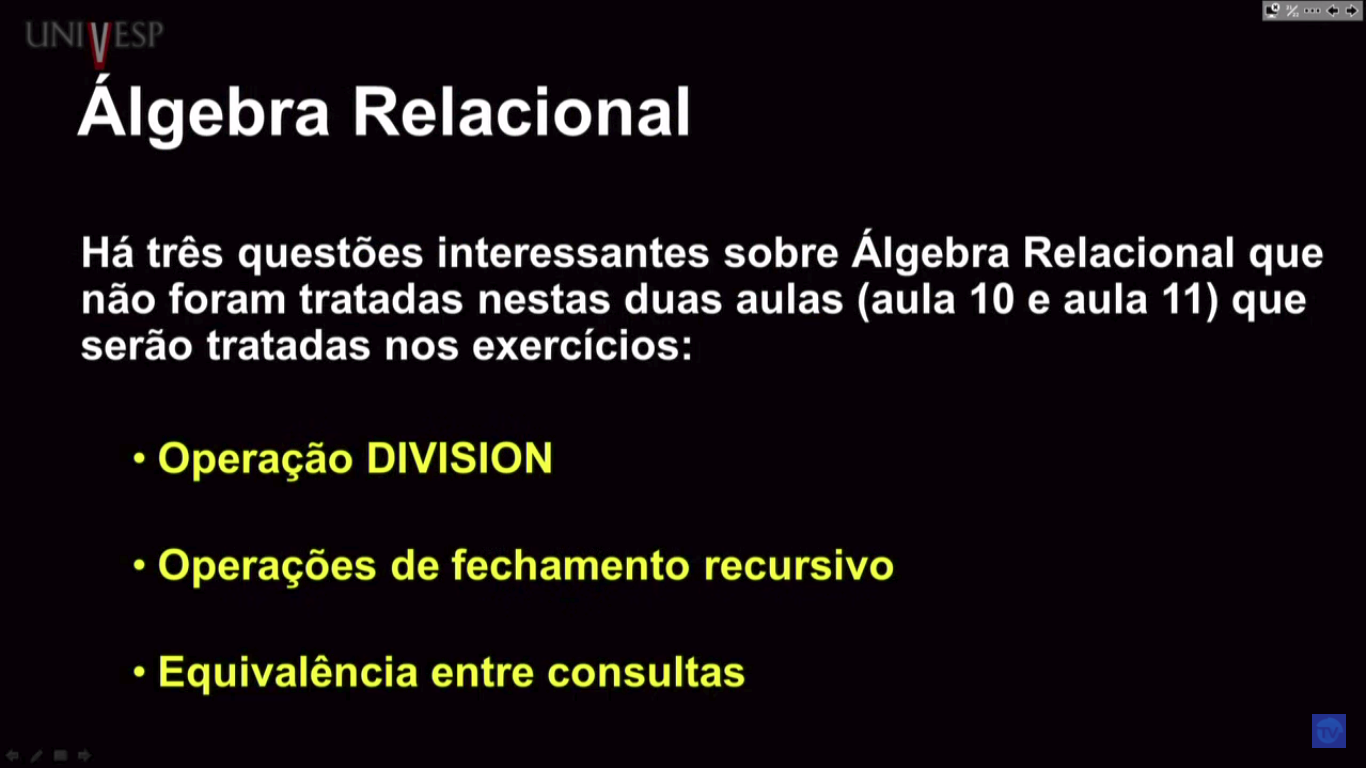 UNIVESP
Álgebra Relacional
Há três questões interessantes sobre Álgebra Relacional que
não foram tratadas nestas duas aulas (aula 10 e aula 11) que
serão tratadas nos exercícios:
• Operação DIVISION
• Operações de fechamento recursivo
• Equivalência entre consultas
TV